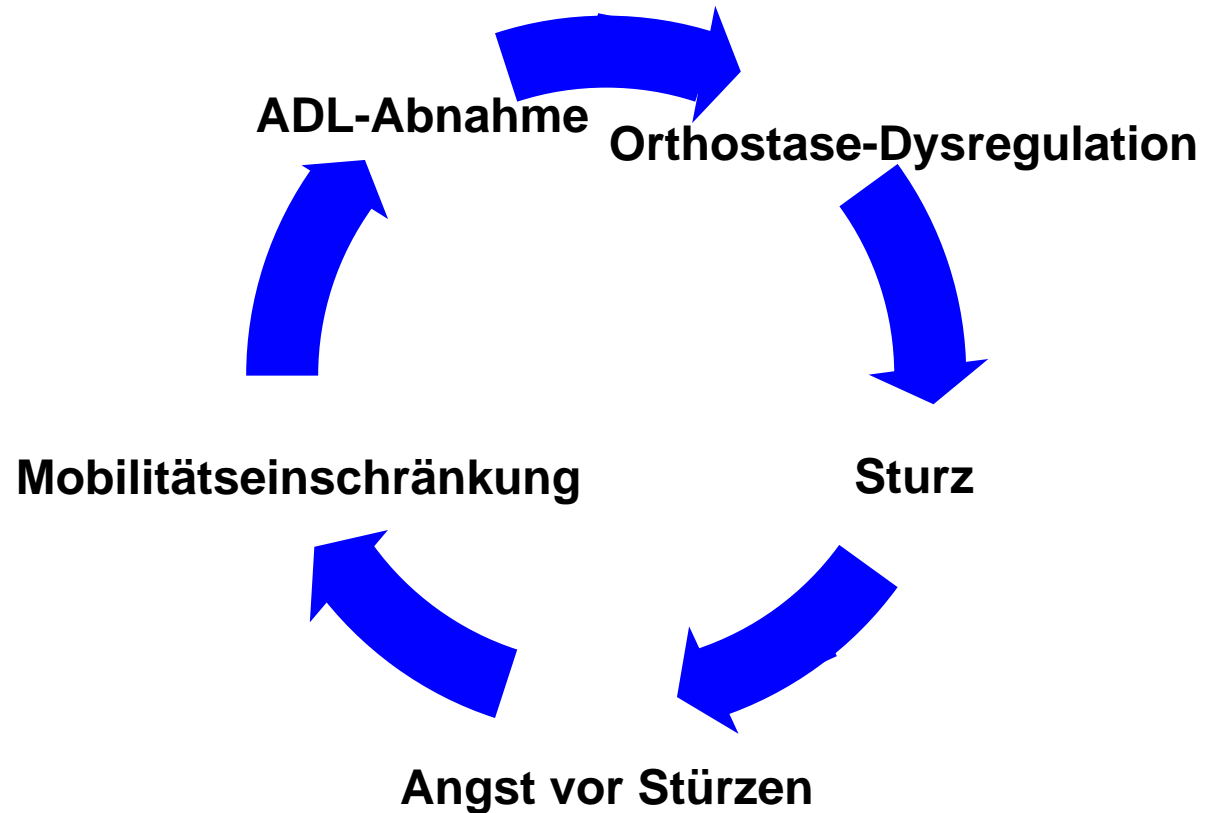 ADL-Abnahme
Orthostase-Dysregulation
Mobilitätseinschränkung
Sturz
Angst vor Stürzen